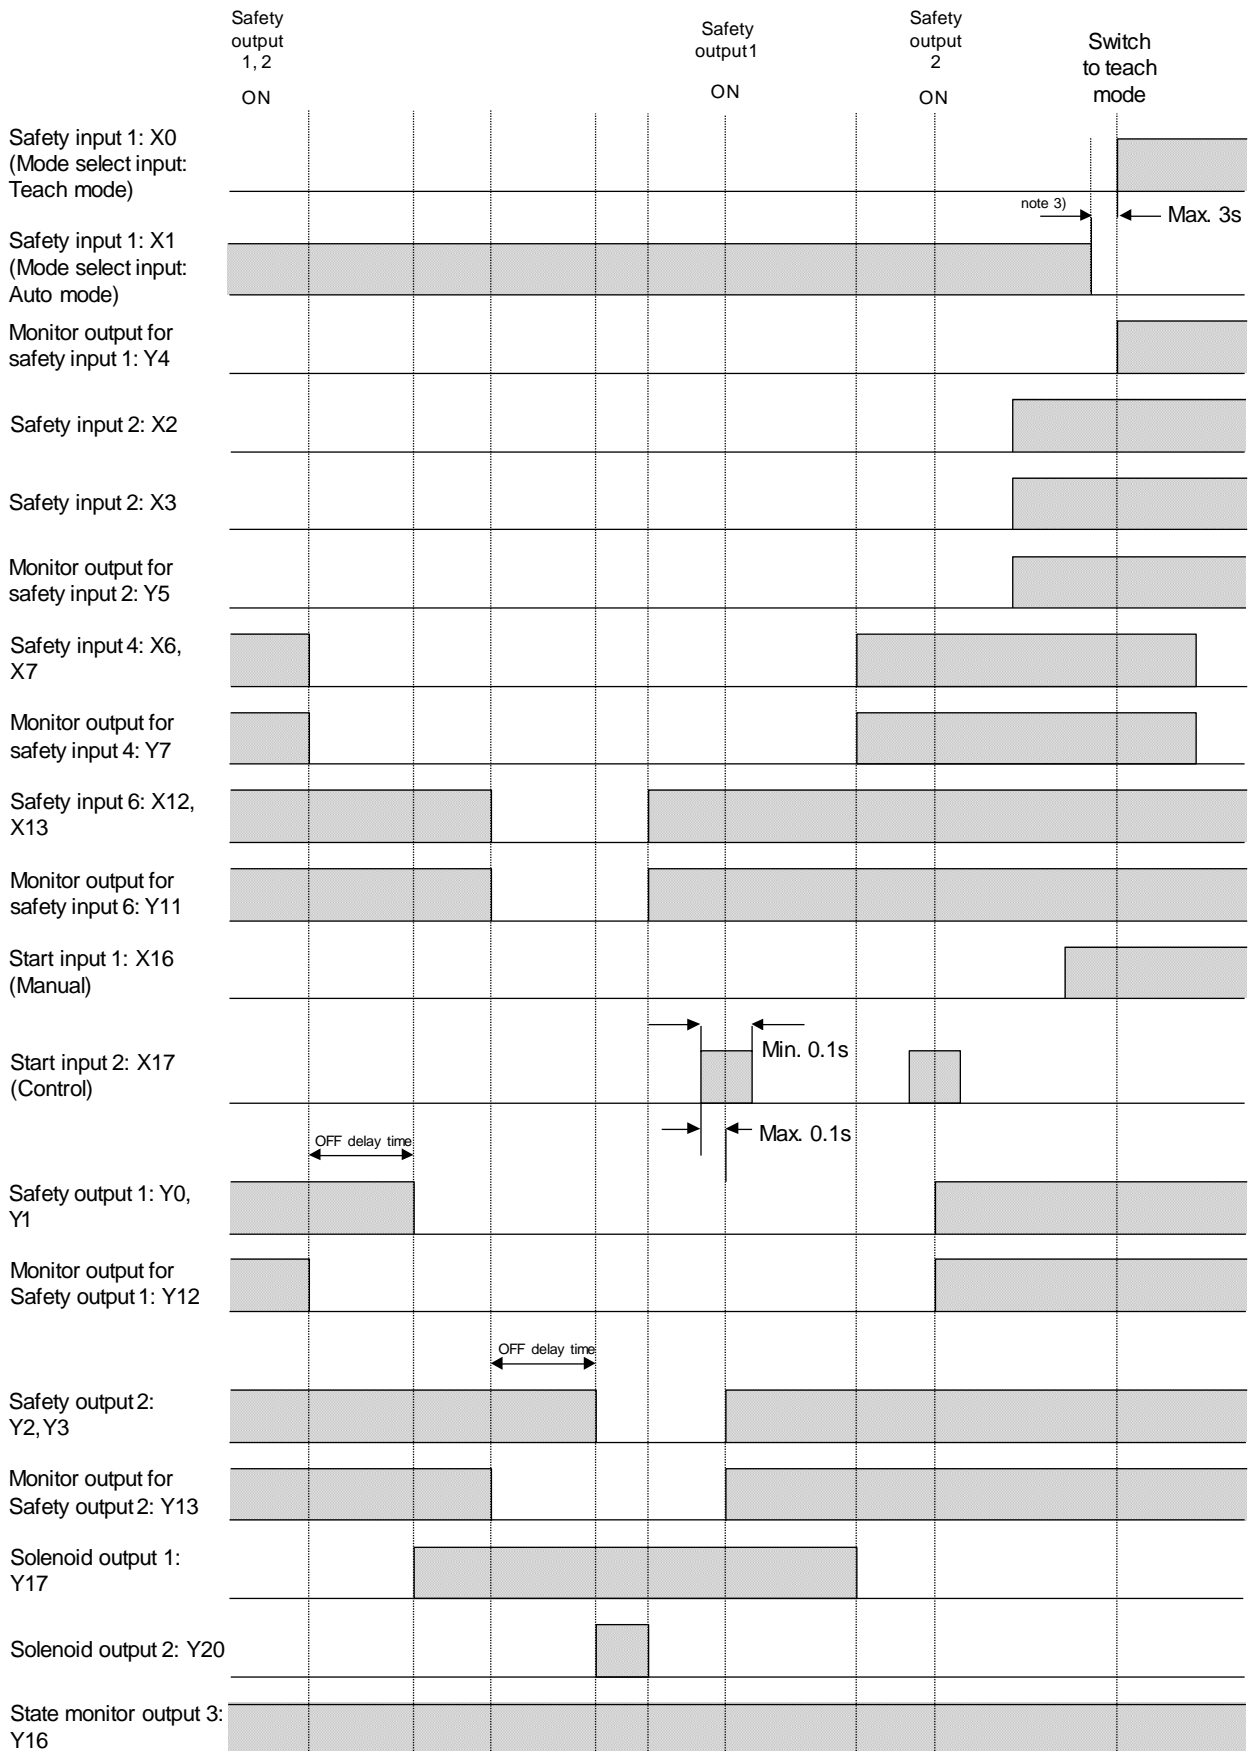 Safety
output
1, 2
ON
Safety
output1
ON
Safety
output
2
ON
Switch
to teach
mode
Safety input 1: X0
(Mode select input:
Teach mode)
note 3)
Max. 3s
Safety input 1: X1
(Mode select input:
Auto mode)
Monitor output for
safety input 1: Y4
Safety input 2: X2
Safety input 2: X3
Monitor output for
safety input 2: Y5
Safety input 4: X6,
X7
Monitor output for
safety input 4: Y7
Safety input 6: X12,
X13
Monitor output for
safety input 6: Y11
Start input 1: X16
(Manual)
Min. 0.1s
Start input 2: X17
(Control)
Max. 0.1s
OFF delay time
Safety output 1: Y0,
Y1
Monitor output for
Safety output 1: Y12
OFF delay time
Safety output 2:
Y2, Y3
Monitor output for
Safety output 2: Y13
Solenoid output 1:
Y17
Solenoid output 2: Y20
State monitor output 3:
Y16